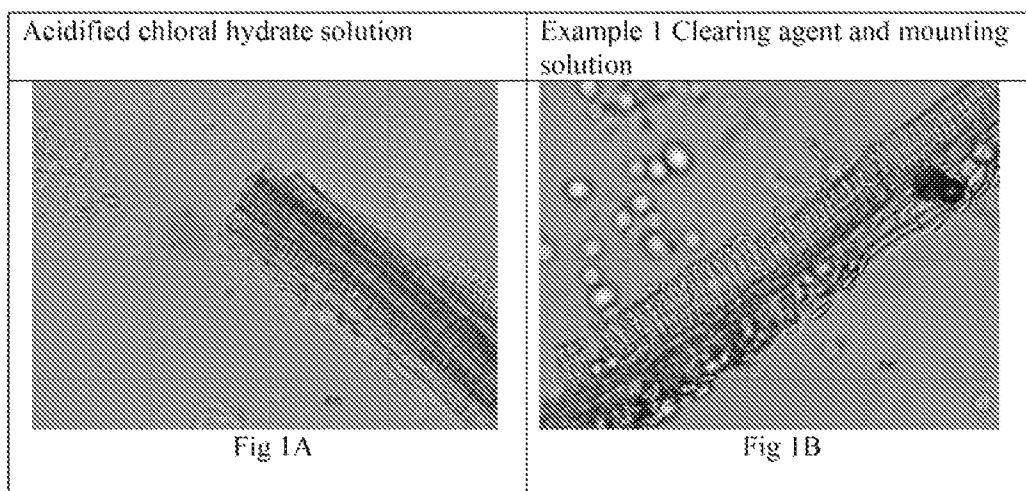 Acidified chloral hydrate solution
Example 1 Clearing agent and mounting
solution
Fig 1A
Fig 1B